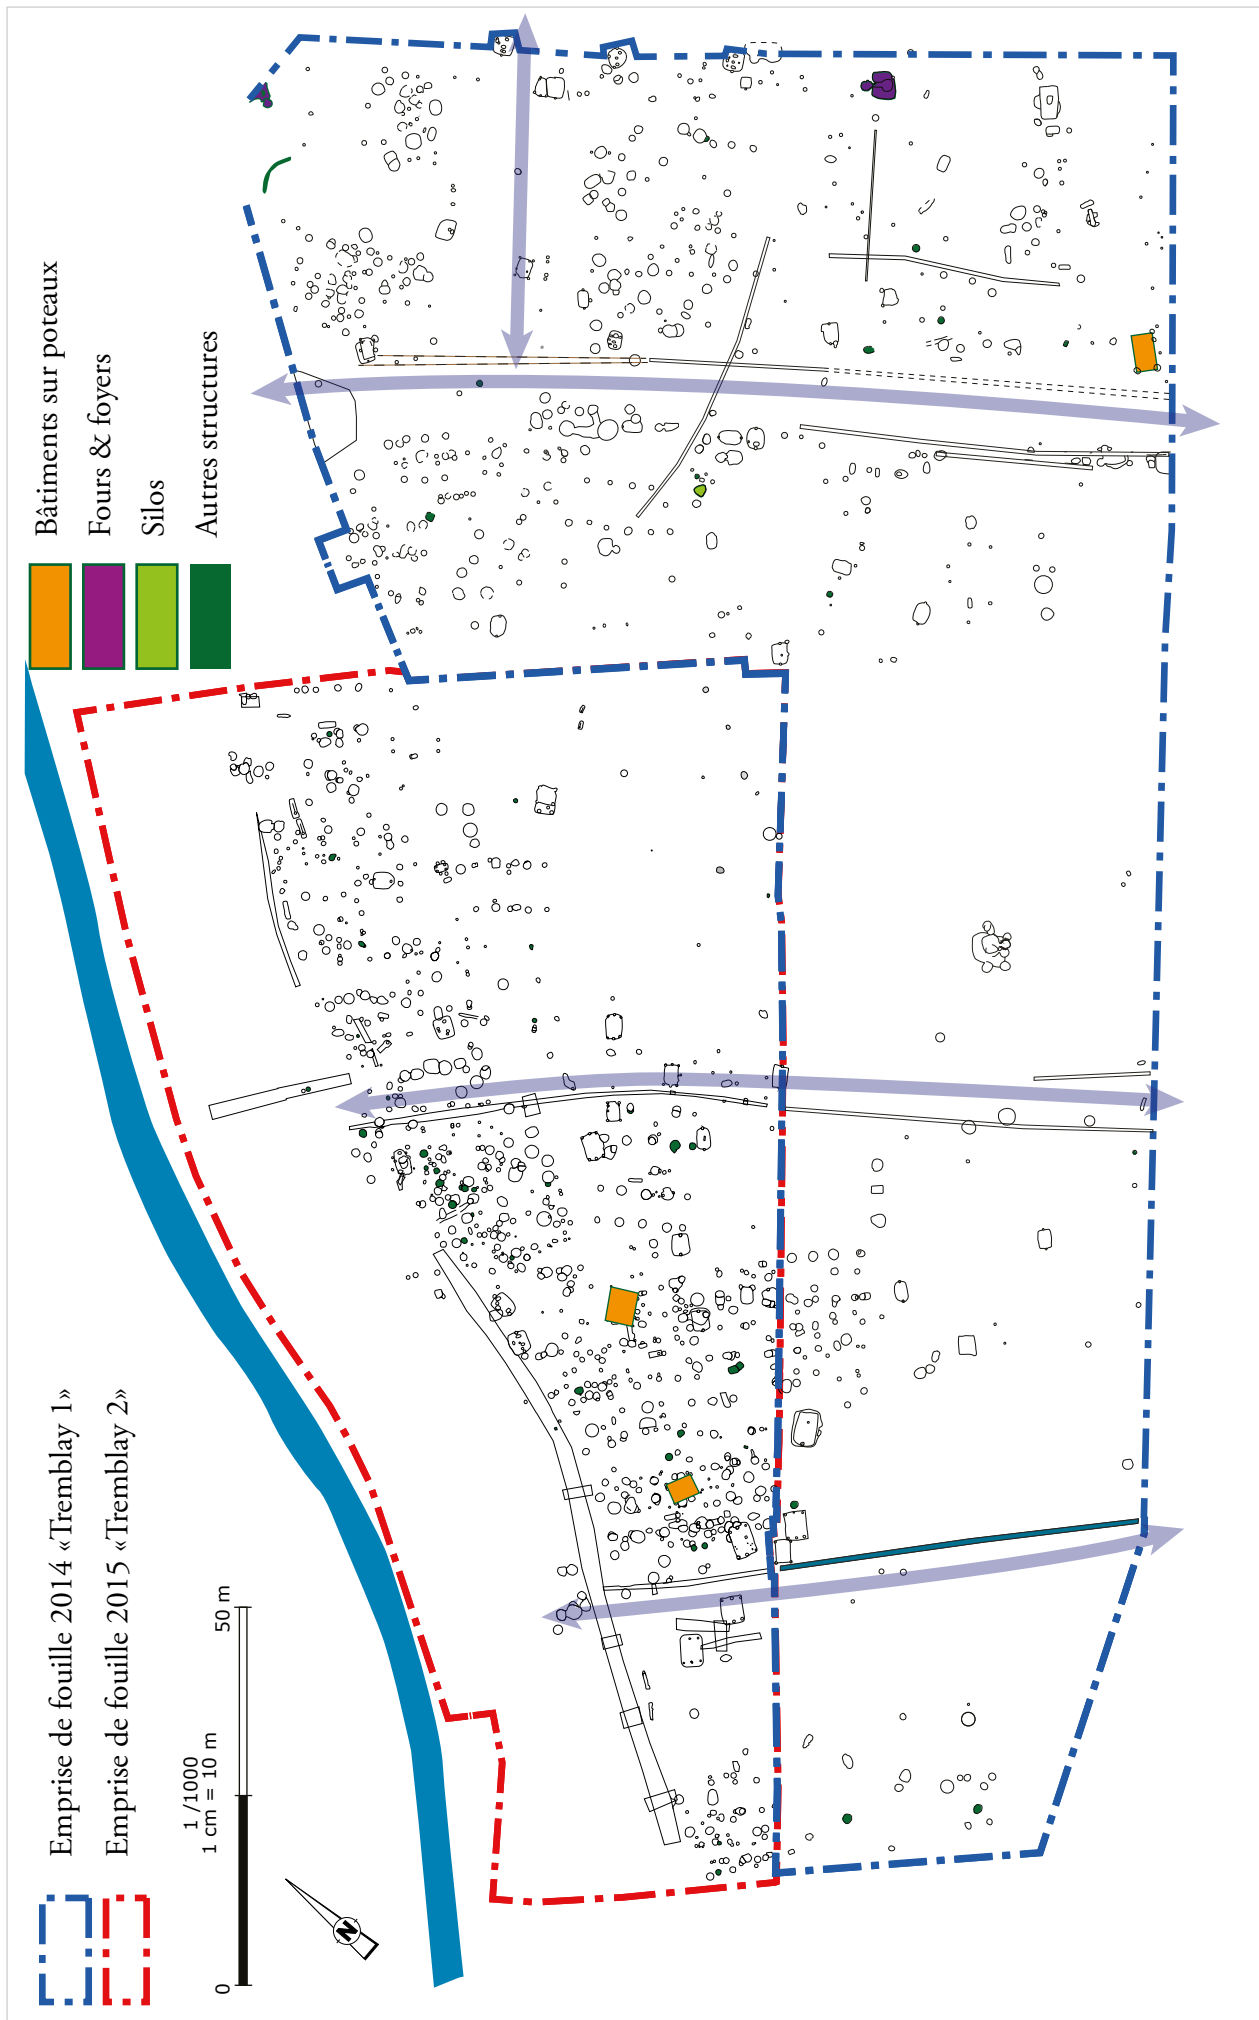 Bâtiments sur poteaux
Fours & foyers
Silos
Autres structures
Emprise de fouille 2014 «Tremblay 1»
Emprise de fouille 2015 «Tremblay 2»
1 /1000
1 cm = 10 m
0
50 m
N